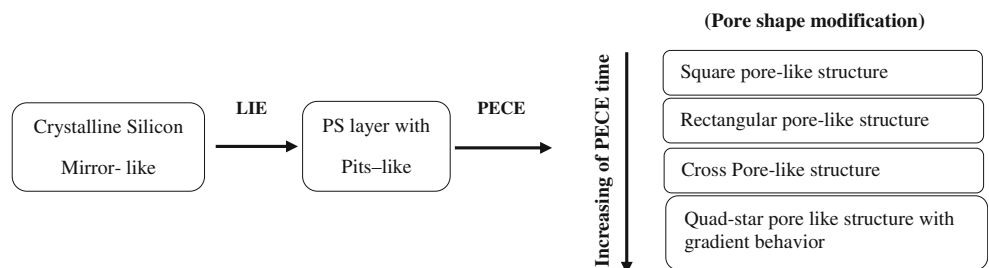 (Pore shape modification)
Crystalline Silicon
Mirror- like
LIE
PS layer with
Pits–like
PECE
Increasing of PECE time
Square pore-like structure
Rectangular pore-like structure
Cross Pore-like structure
Quad-star pore like structure with
gradient behavior